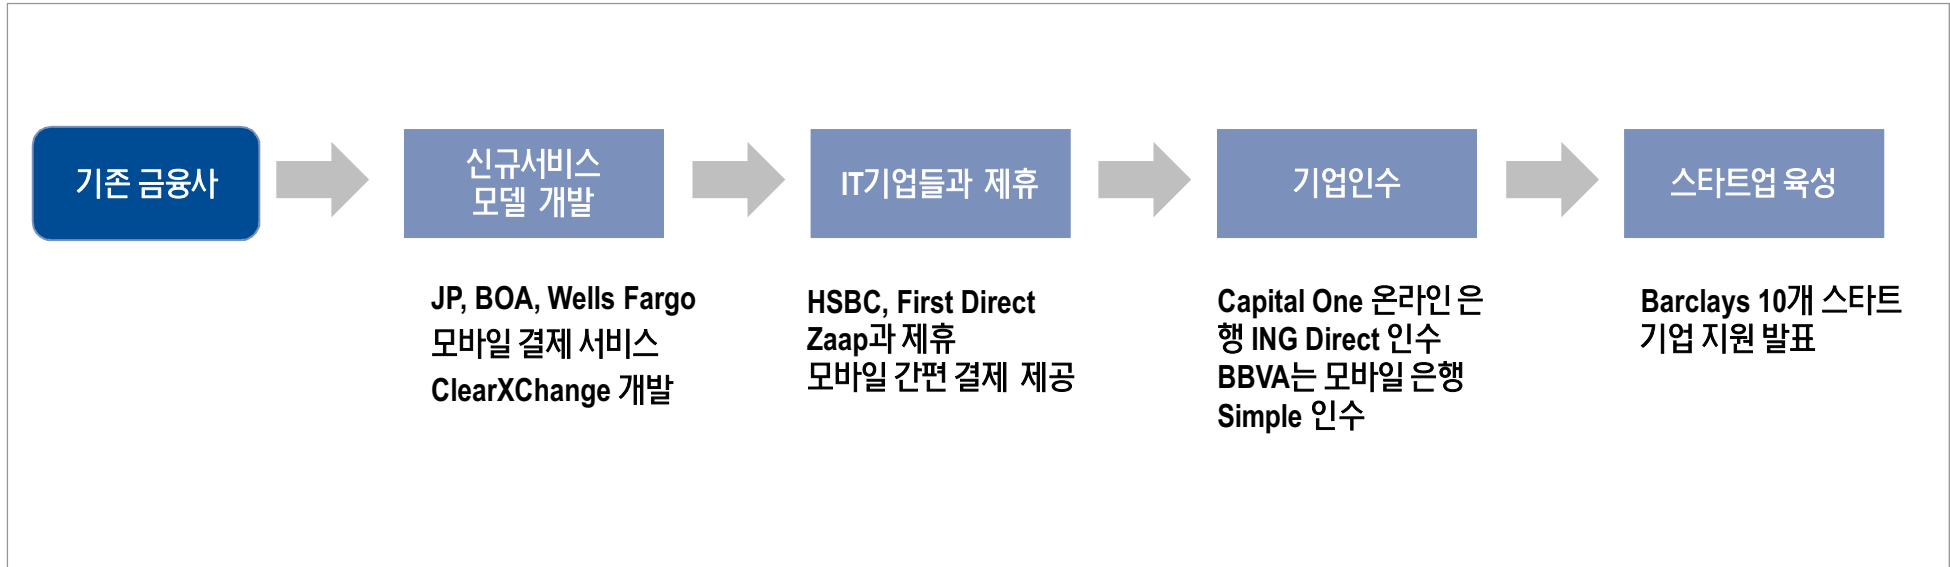 기존 금융사
신규서비스
모델 개발
IT기업들과 제휴
기업인수
스타트업 육성
JP, BOA, Wells Fargo
모바일 결제 서비스
ClearXChange 개발
HSBC, First Direct
Zaap과 제휴
모바일 간편 결제 제공
Capital One 온라인 은
행 ING Direct 인수
BBVA는 모바일 은행
Simple 인수
Barclays 10개 스타트
기업 지원 발표